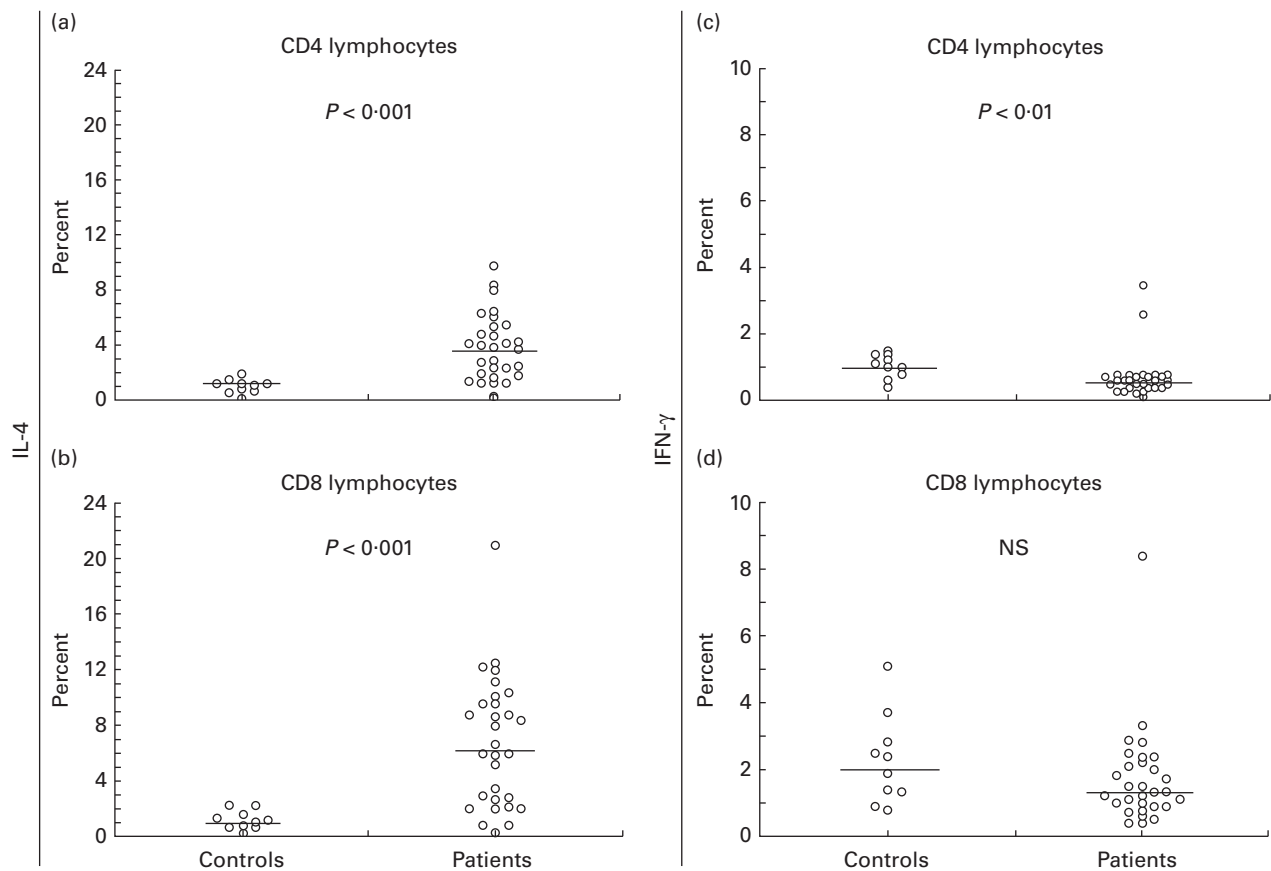 (a)
CD4 lymphocytes
P < 0·001
24
20
16
12
8
4
0
Percent
IL-4
(b)
CD8 lymphocytes
P < 0·001
24
20
16
12
8
4
0
Percent
Controls
Patients
(c)
CD4 lymphocytes
P < 0·01
10
8
6
4
2
0
Percent
IFN-γ
(d)
CD8 lymphocytes
NS
10
8
6
4
2
0
Percent
Controls
Patients